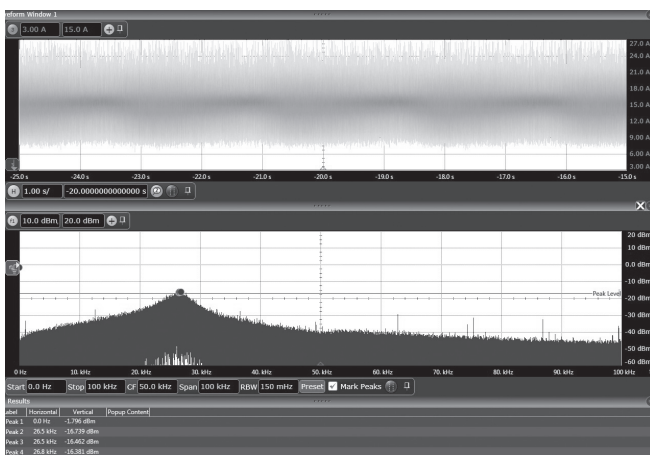 eform Window 1
3.00 A 15.0 A
27.0 A
24.0 A
21.0 A
18.0 A
15.0 A
12.0 A
9.00 A
6.00 A
3.00 A
-25.0 s -24.0 s -23.0 s -22.0 s -21.0 s -20.0 s -19.0 s -18.0 s -17.0 s -16.0 s -15.0 s
H 1.00 s/ -20.0000000000000 s
10.0 dBm 20.0 dBm
20 dBm
10 dBm
0.0 dBm
-10 dBm
Peak Level
-20 dBm
-30 dBm
-40 dBm
-50 dBm
-60 dBm
0 Hz 10. kHz 20. kHz 30. kHz 40. kHz 50. kHz 60. kHz 70. kHz 80. kHz 90. kHz 100 kHz
Start 0.0 Hz Stop 100 kHz CF 50.0 kHz Span 100 kHz RBW 150 mHz Preset Mark Peaks
Results
abel Horizontal Vertical Popup Content
Peak 1 0.0 Hz -1.796 dBm
Peak 2 26.5 kHz -16.739 dBm
Peak 3 26.5 kHz -16.462 dBm
Peak 4 26.8 kHz -16.381 dBm